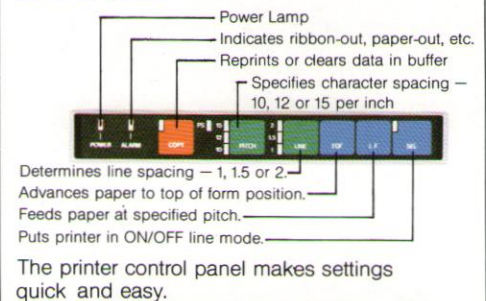 Power Lamp
Indicates ribbon-out, paper-out, etc.
Reprints or clears data in buffer
Specifies character spacing —
10, 12 or 15 per inch
POWER ALARM COPY PS 15 12 10 PITCH 2 1.5 1 LINE TOF L.F. SEL
Determines line spacing — 1, 1.5 or 2.
Advances paper to top of form position.
Feeds paper at specified pitch.
Puts printer in ON/OFF line mode.
The printer control panel makes settings
quick and easy.